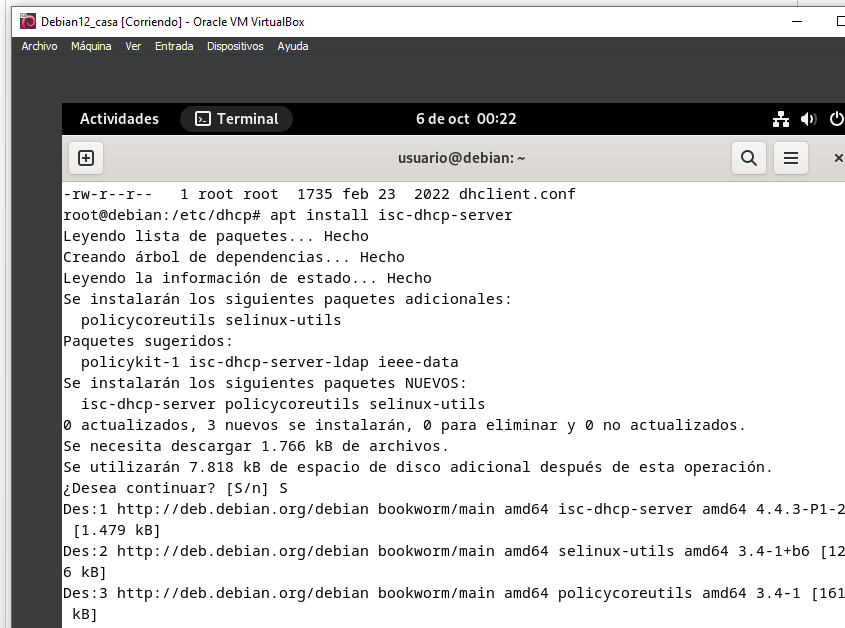 Debian12_casa [Corriendo] - Oracle VM VirtualBox
Archivo Máquina Ver Entrada Dispositivos Ayuda
Actividades Terminal 6 de oct 00:22
usuario@debian: ~
-rw-r--r--   1 root root  1735 feb 23  2022 dhclient.conf
root@debian:/etc/dhcp# apt install isc-dhcp-server
Leyendo lista de paquetes... Hecho
Creando árbol de dependencias... Hecho
Leyendo la información de estado... Hecho
Se instalarán los siguientes paquetes adicionales:
  policycoreutils selinux-utils
Paquetes sugeridos:
  policykit-1 isc-dhcp-server-ldap ieee-data
Se instalarán los siguientes paquetes NUEVOS:
  isc-dhcp-server policycoreutils selinux-utils
0 actualizados, 3 nuevos se instalarán, 0 para eliminar y 0 no actualizados.
Se necesita descargar 1.766 kB de archivos.
Se utilizarán 7.818 kB de espacio de disco adicional después de esta operación.
¿Desea continuar? [S/n] S
Des:1 http://deb.debian.org/debian bookworm/main amd64 isc-dhcp-server amd64 4.4.3-P1-2
 [1.479 kB]
Des:2 http://deb.debian.org/debian bookworm/main amd64 selinux-utils amd64 3.4-1+b6 [12
6 kB]
Des:3 http://deb.debian.org/debian bookworm/main amd64 policycoreutils amd64 3.4-1 [161
 kB]